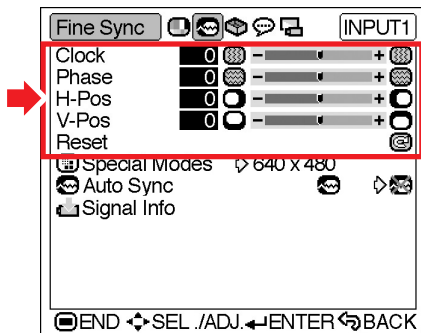 Fine Sync INPUT1
Clock 0 - +
Phase 0 - +
H-Pos 0 - +
V-Pos 0 - +
Reset
Special Modes 640 x 480
Auto Sync
Signal Info
END SEL./ADJ. ENTER BACK